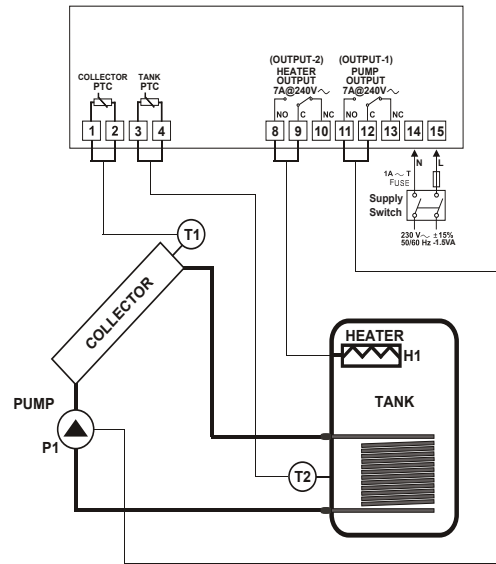 COLLECTOR
PTC
TANK
PTC
(OUTPUT-2)
HEATER
OUTPUT
7A@240V~
(OUTPUT-1)
PUMP
OUTPUT
7A@240V~
NO C NC NO C NC
1 2 3 4 8 9 10 11 12 13 14 15
N L
1A ~ T
FUSE
Supply
Switch
230 V~ ±15%
50/60 Hz -1.5VA
T1
COLLECTOR
HEATER
H1
TANK
PUMP
P1
T2